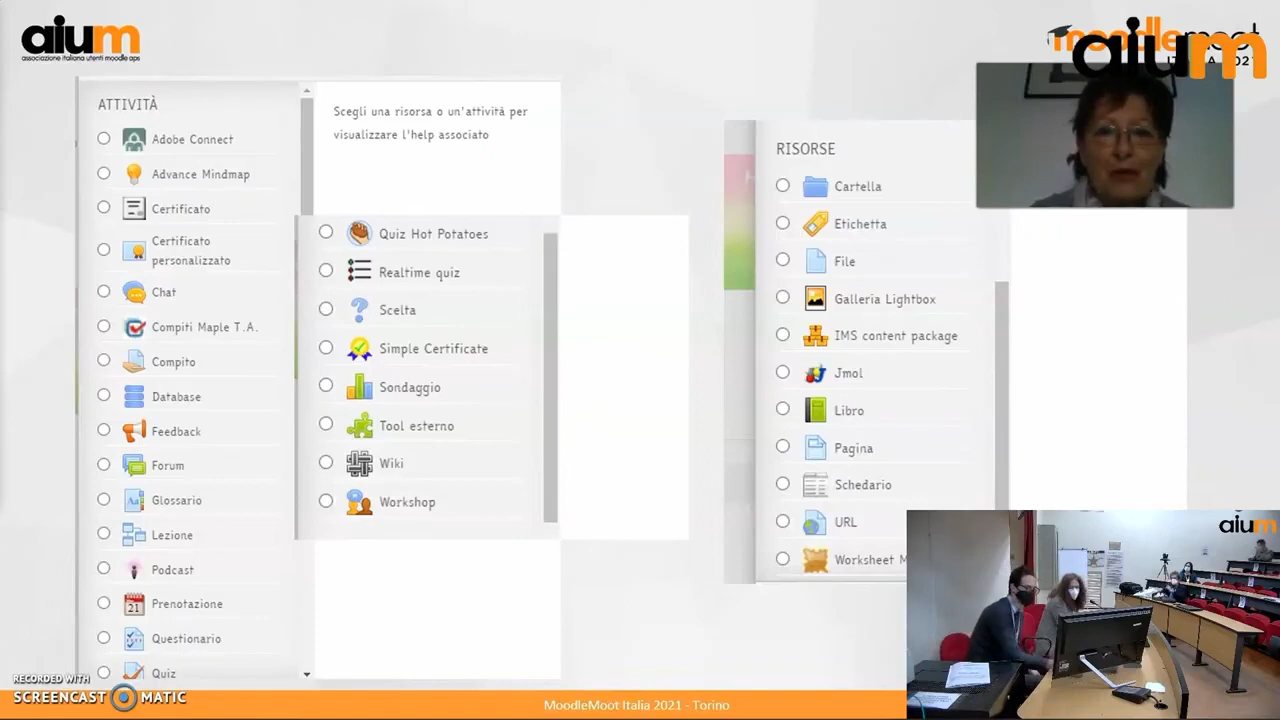 aium
associazione italiana utenti moodle aps
moodlemoot
aium
ATTIVITÀ
Adobe Connect
Advance Mindmap
Certificato
Certificato
personalizzato
Chat
Compiti Maple T.A.
Compito
Database
Feedback
Forum
Glossario
Lezione
Podcast
Prenotazione
Questionario
Quiz
Scegli una risorsa o un'attività per
visualizzare l'help associato
Quiz Hot Potatoes
Realtime quiz
Scelta
Simple Certificate
Sondaggio
Tool esterno
Wiki
Workshop
RISORSE
Cartella
Etichetta
File
Galleria Lightbox
IMS content package
Jmol
Libro
Pagina
Schedario
URL
Worksheet M
aium
RECORDED WITH
SCREENCAST MATIC
MoodleMoot Italia 2021 - Torino